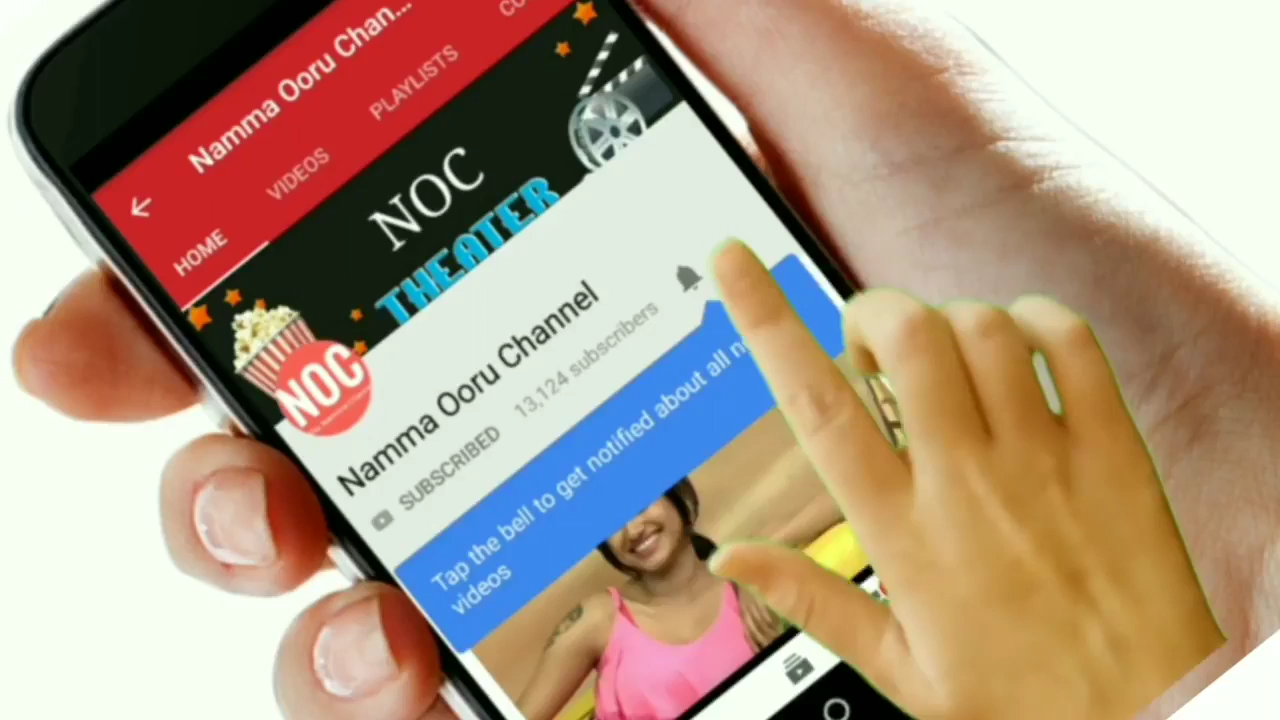 Namma Ooru Chan...
HOME VIDEOS PLAYLISTS CO
NOC
THEATER
NOC
Namma Ooru Channel
SUBSCRIBED 13,124 subscribers
Tap the bell to get notified about all n
videos